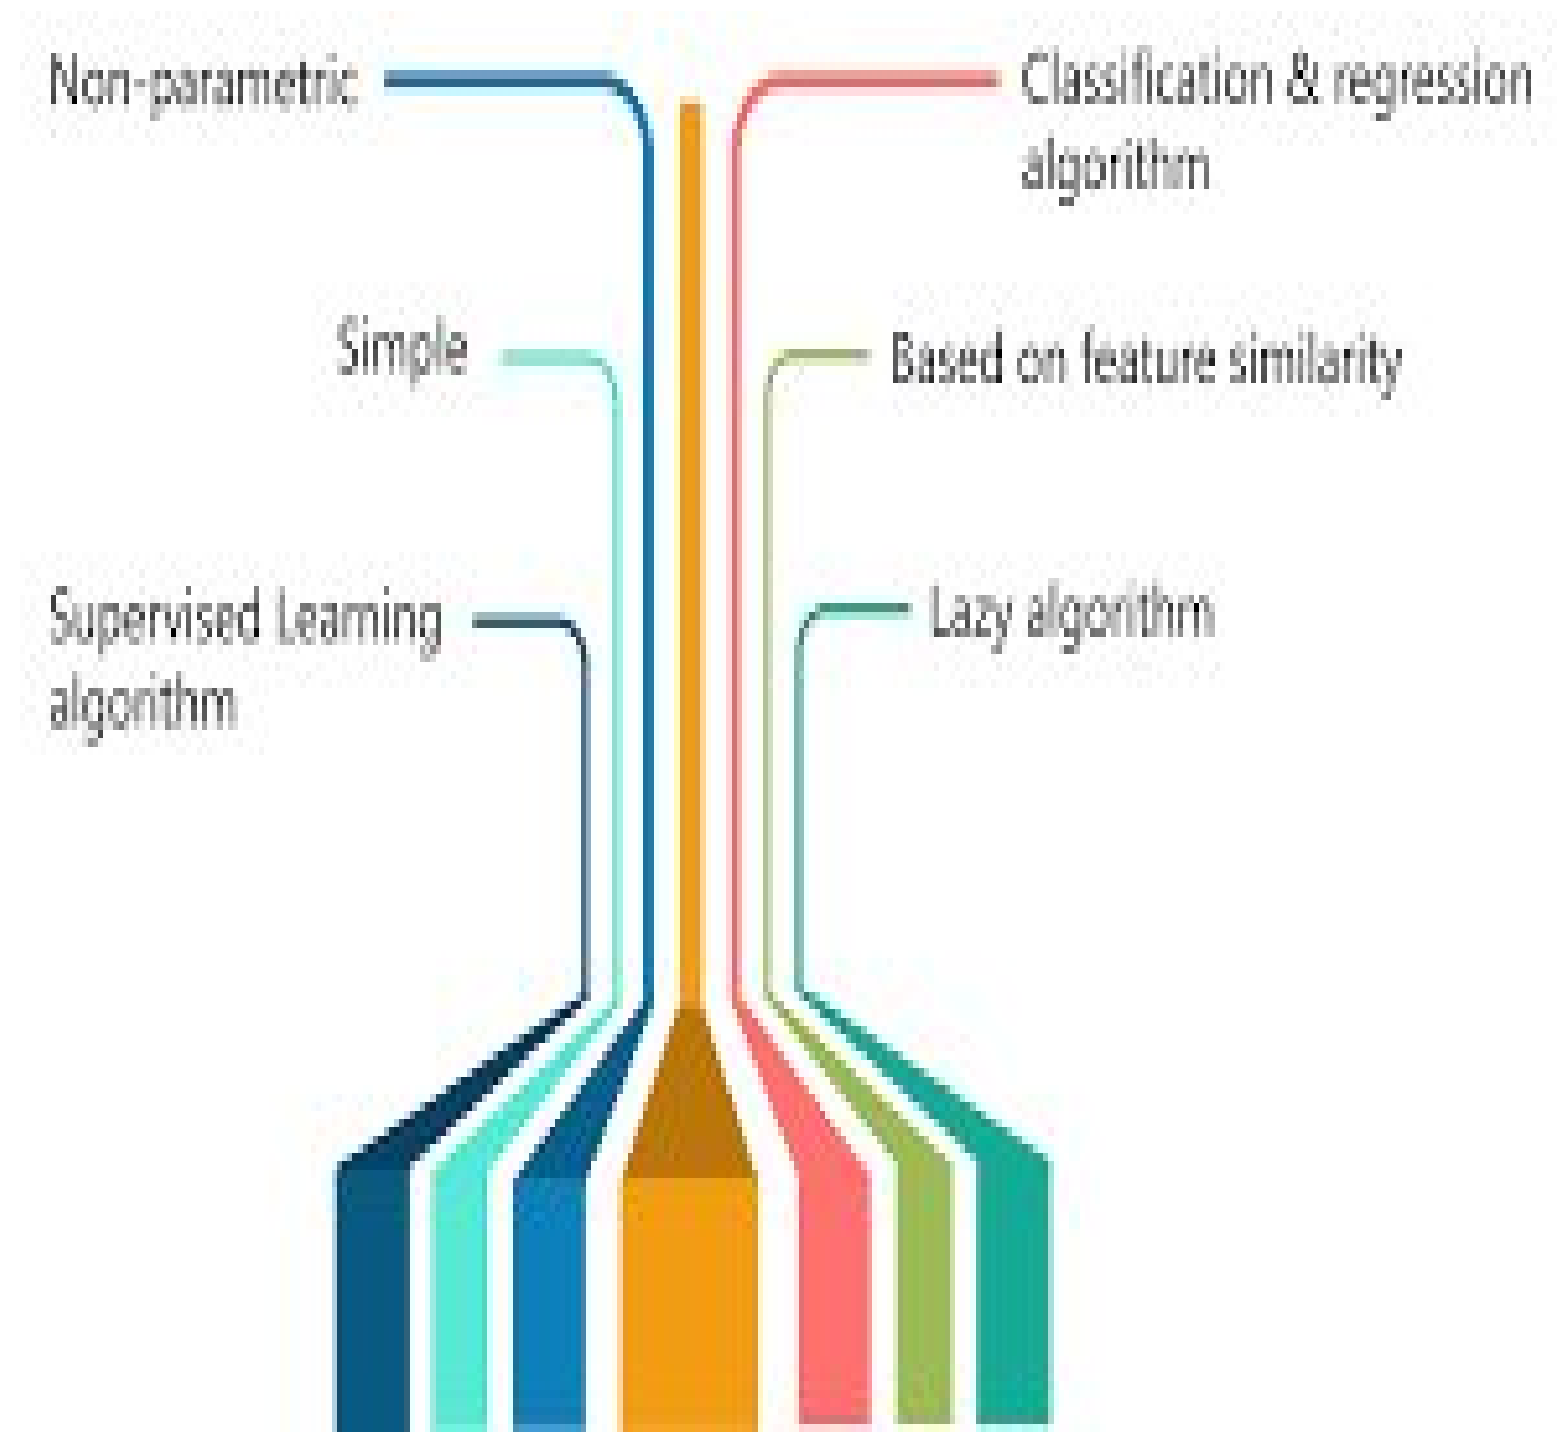 Non-parametric
Classification & regression
algorithm
Simple
Based on feature similarity
Supervised Learning
algorithm
Lazy algorithm